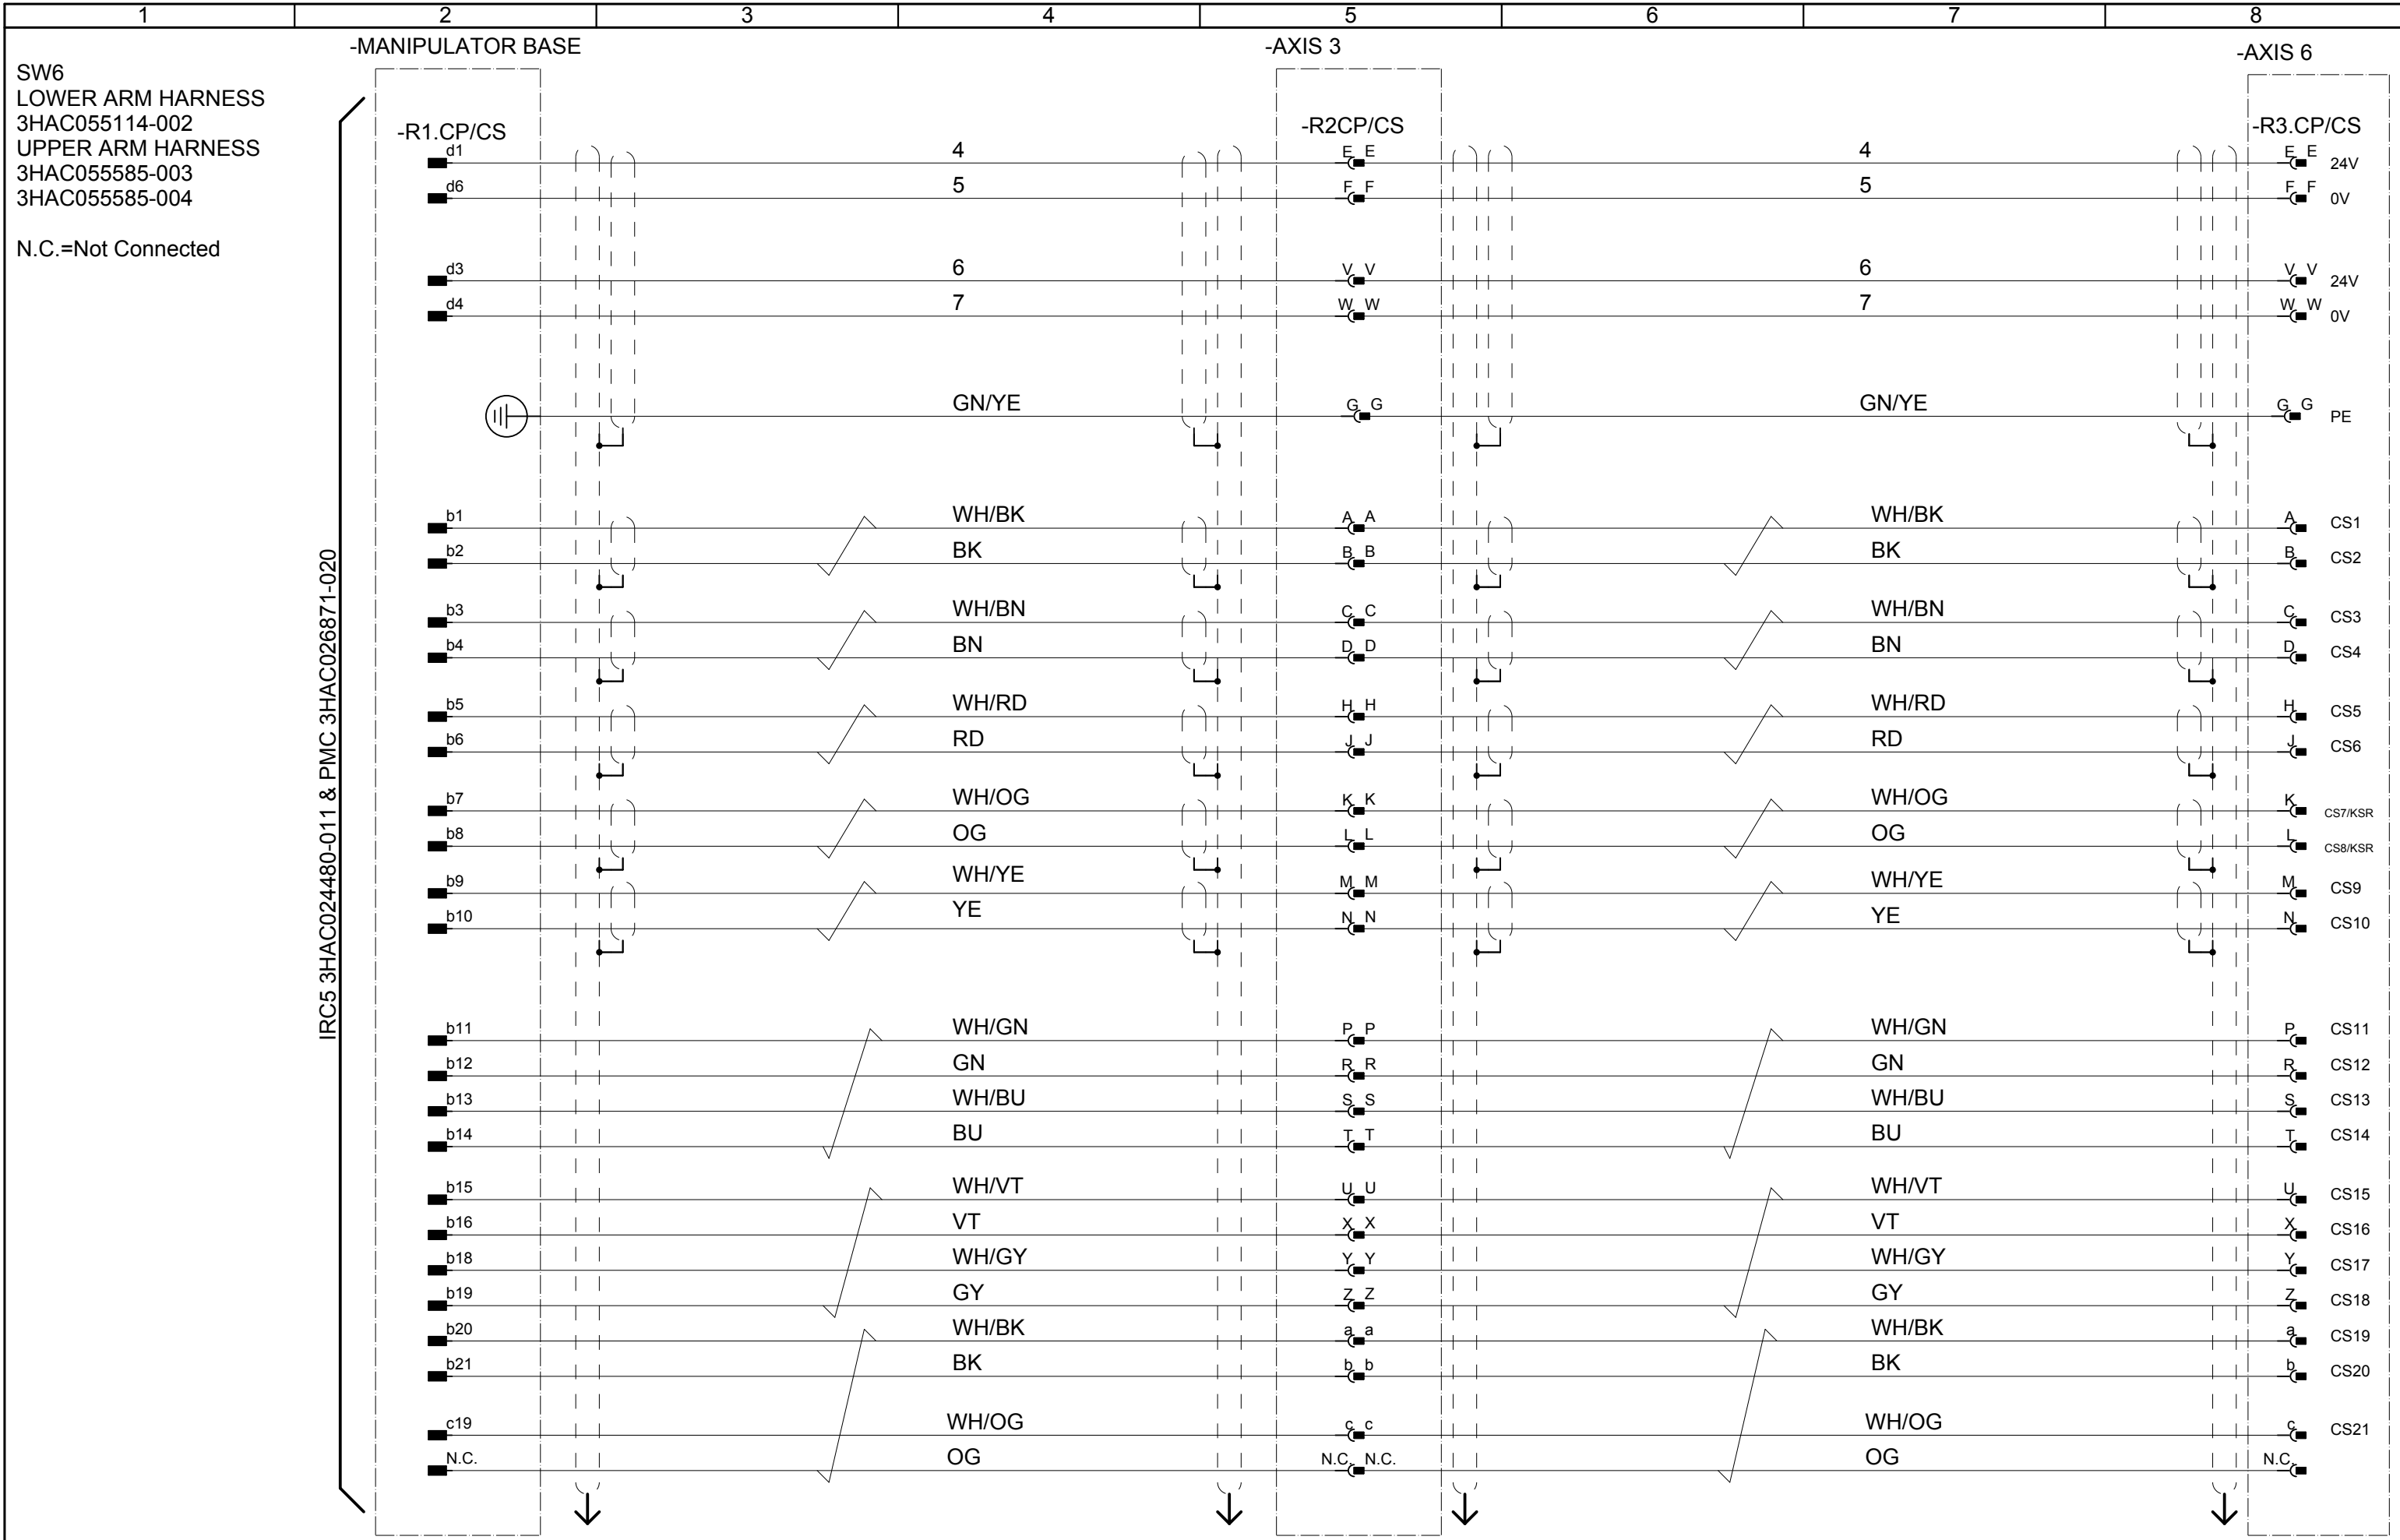 1 2 3 4 5 6 7 8
-MANIPULATOR BASE -AXIS 3 -AXIS 6
SW6
LOWER ARM HARNESS
3HAC055114-002
UPPER ARM HARNESS
3HAC055585-003
3HAC055585-004
N.C.=Not Connected
IRC5 3HAC024480-011 & PMC 3HAC026871-020
-R1.CP/CS -R2CP/CS -R3.CP/CS
d1 4 E E 4 E E 24V
d6 5 F F 5 F F 0V
d3 6 V V 6 V V 24V
d4 7 W W 7 W W 0V
GN/YE G G GN/YE G G PE
b1 WH/BK A A WH/BK A CS1
b2 BK B B BK B CS2
b3 WH/BN C C WH/BN C CS3
b4 BN D D BN D CS4
b5 WH/RD H H WH/RD H CS5
b6 RD J J RD J CS6
b7 WH/OG K K WH/OG K CS7/KSR
b8 OG L L OG L CS8/KSR
b9 WH/YE M M WH/YE M CS9
b10 YE N N YE N CS10
b11 WH/GN P P WH/GN P CS11
b12 GN R R GN R CS12
b13 WH/BU S S WH/BU S CS13
b14 BU T T BU T CS14
b15 WH/VT U U WH/VT U CS15
b16 VT X X VT X CS16
b18 WH/GY Y Y WH/GY Y CS17
b19 GY Z Z GY Z CS18
b20 WH/BK a a WH/BK a CS19
b21 BK b b BK b CS20
c19 WH/OG c c WH/OG c CS21
N.C. OG N.C. N.C. OG N.C.